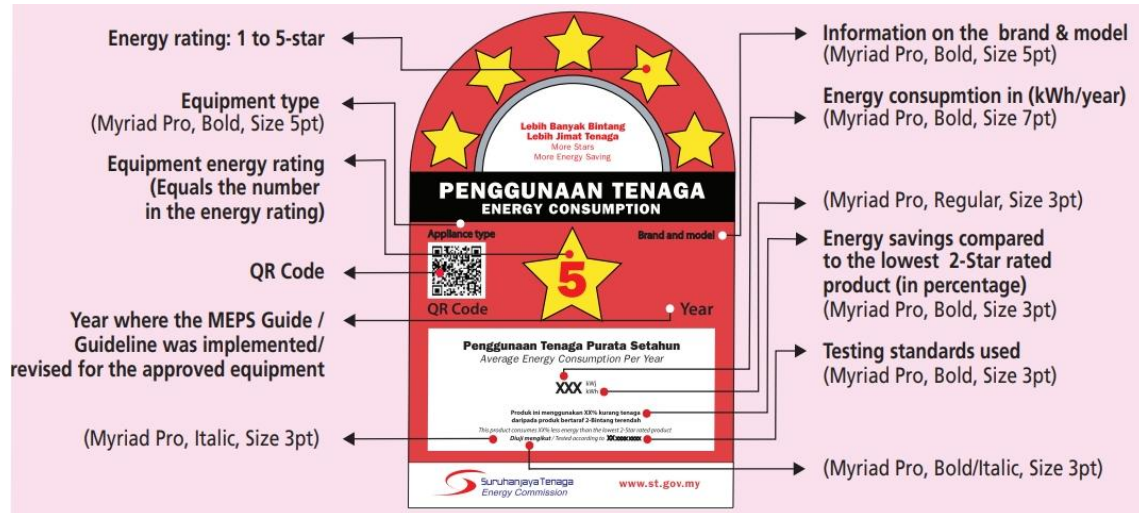 Energy rating: 1 to 5-star
Equipment type
(Myriad Pro, Bold, Size 5pt)
Equipment energy rating
(Equals the number
in the energy rating)
QR Code
Year where the MEPS Guide /
Guideline was implemented/
revised for the approved equipment
(Myriad Pro, Italic, Size 3pt)
Lebih Banyak Bintang
Lebih Jimat Tenaga
More Stars
More Energy Saving
PENGGUNAAN TENAGA
ENERGY CONSUMPTION
Appliance type
Brand and model
5
QR Code
Year
Penggunaan Tenaga Purata Setahun
Average Energy Consumption Per Year
XXX kWj
kWh
Produk ini menggunakan XX% kurang tenaga
daripada produk bertaraf 2-Bintang terendah
This product consumes XX% less energy than the lowest 2-Star rated product
Diuji mengikut / Tested according to XX xxxx xxxx
Suruhanjaya Tenaga
Energy Commission
www.st.gov.my
Information on the brand & model
(Myriad Pro, Bold, Size 5pt)
Energy consupmtion in (kWh/year)
(Myriad Pro, Bold, Size 7pt)
(Myriad Pro, Regular, Size 3pt)
Energy savings compared
to the lowest 2-Star rated
product (in percentage)
(Myriad Pro, Bold, Size 3pt)
Testing standards used
(Myriad Pro, Bold, Size 3pt)
(Myriad Pro, Bold/Italic, Size 3pt)